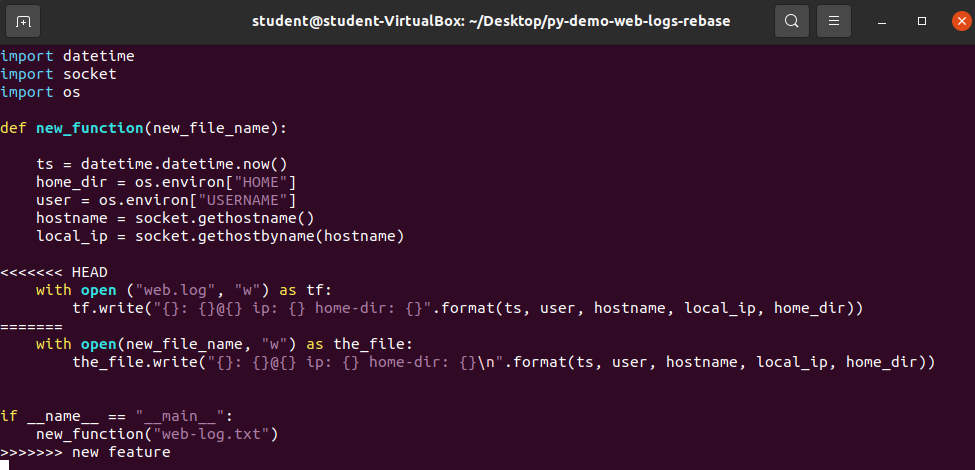 student@student-VirtualBox: ~/Desktop/py-demo-web-logs-rebase
import datetime
import socket
import os
def new_function(new_file_name):
    ts = datetime.datetime.now()
    home_dir = os.environ["HOME"]
    user = os.environ["USERNAME"]
    hostname = socket.gethostname()
    local_ip = socket.gethostbyname(hostname)
<<<<<<< HEAD
    with open ("web.log", "w") as tf:
        tf.write("{}: {}@{} ip: {} home-dir: {}".format(ts, user, hostname, local_ip, home_dir))
=======
    with open(new_file_name, "w") as the_file:
        the_file.write("{}: {}@{} ip: {} home-dir: {}\n".format(ts, user, hostname, local_ip, home_dir))
if __name__ == "__main__":
    new_function("web-log.txt")
>>>>>>> new feature